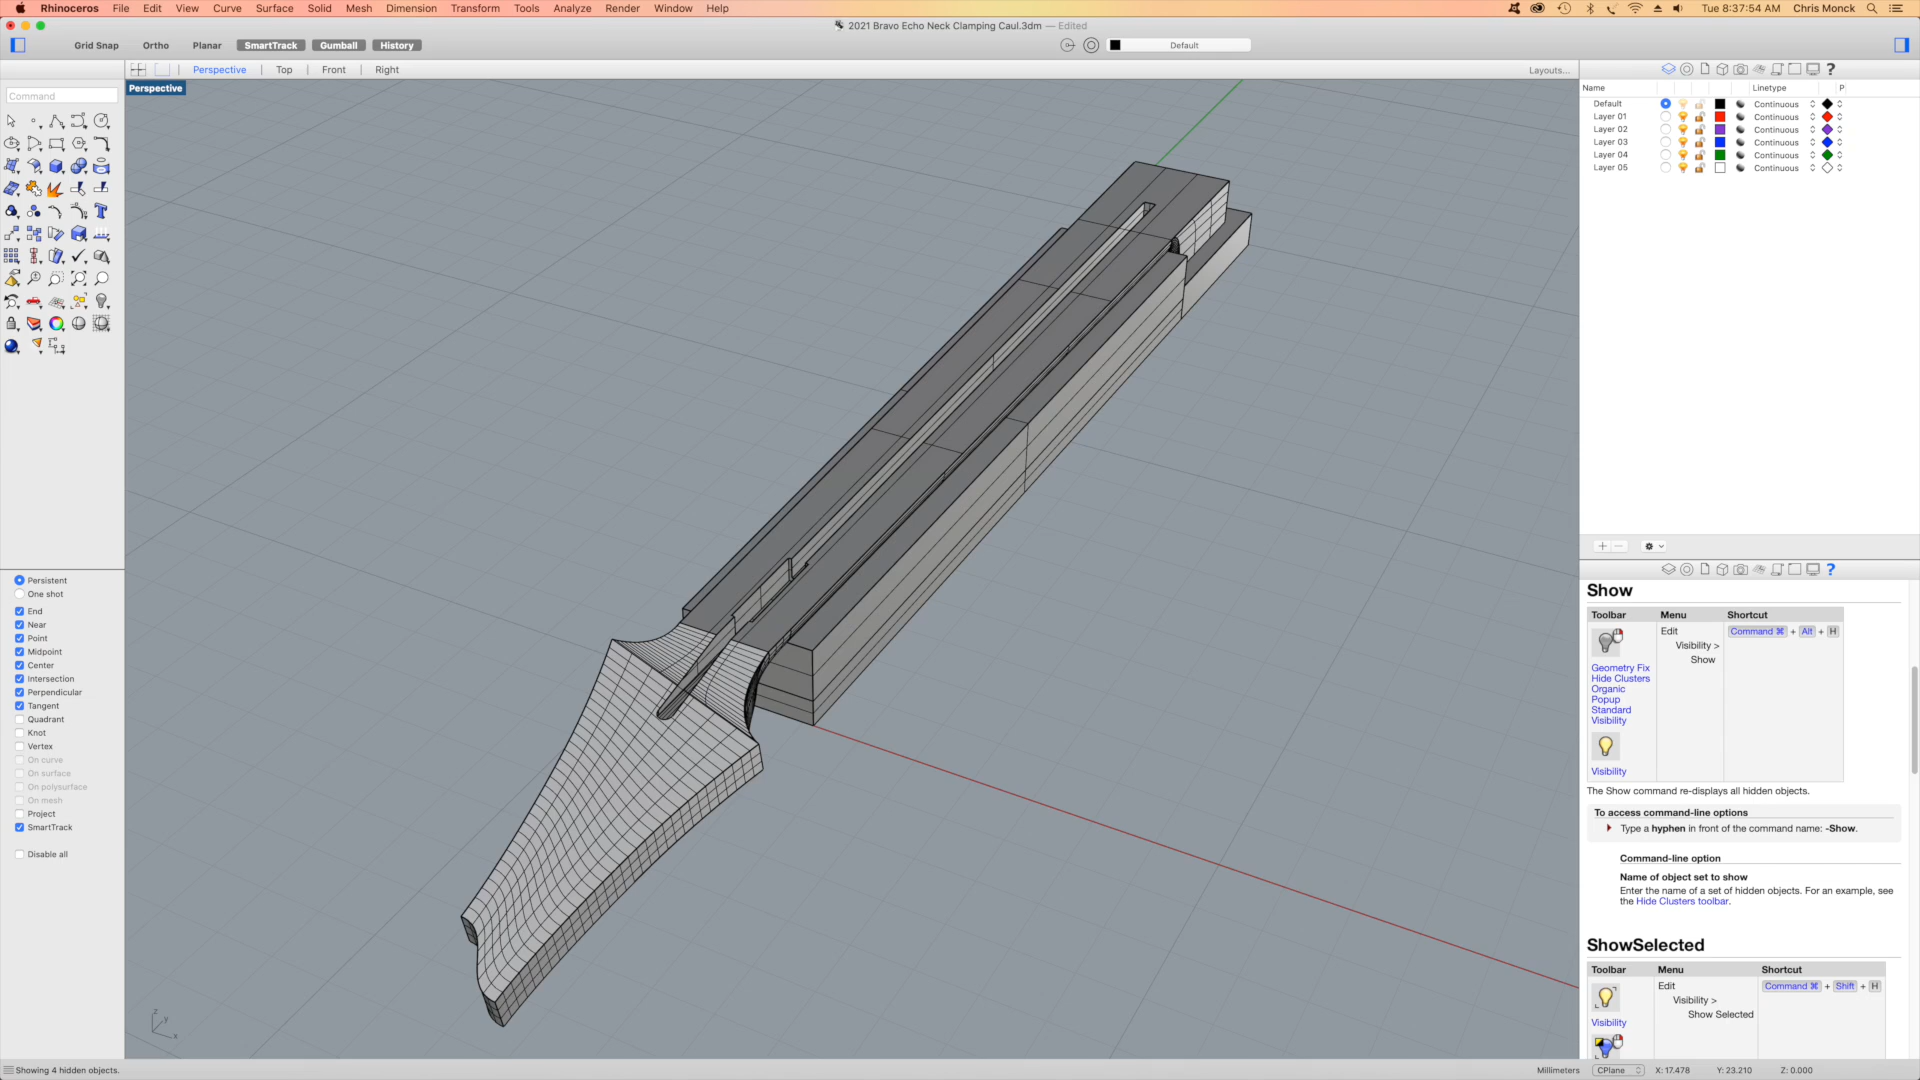 Rhinoceros File Edit View Curve Surface Solid Mesh Dimension Transform Tools Analyze Render Window Help Tue 8:37:54 AM Chris Monck
2021 Bravo Echo Neck Clamping Caul.3dm — Edited
Grid Snap Ortho Planar SmartTrack Gumball History Default
Perspective Top Front Right Layouts...
Perspective
Command
Name Linetype P
Default Continuous
Layer 01 Continuous
Layer 02 Continuous
Layer 03 Continuous
Layer 04 Continuous
Layer 05 Continuous
Persistent
One shot
End
Near
Point
Midpoint
Center
Intersection
Perpendicular
Tangent
Quadrant
Knot
Vertex
On curve
On surface
On polysurface
On mesh
Project
SmartTrack
Disable all
z
y
x
Show
Toolbar Menu Shortcut
Edit Command ⌘ + Alt + H
Visibility >
Show
Geometry Fix
Hide Clusters
Organic
Popup
Standard
Visibility
Visibility
The Show command re-displays all hidden objects.
To access command-line options
Type a hyphen in front of the command name: -Show.
Command-line option
Name of object set to show
Enter the name of a set of hidden objects. For an example, see
the Hide Clusters toolbar.
ShowSelected
Toolbar Menu Shortcut
Edit Command ⌘ + Shift + H
Visibility >
Show Selected
Visibility
Showing 4 hidden objects. Millimeters CPlane X: 17.478 Y: 23.210 Z: 0.000